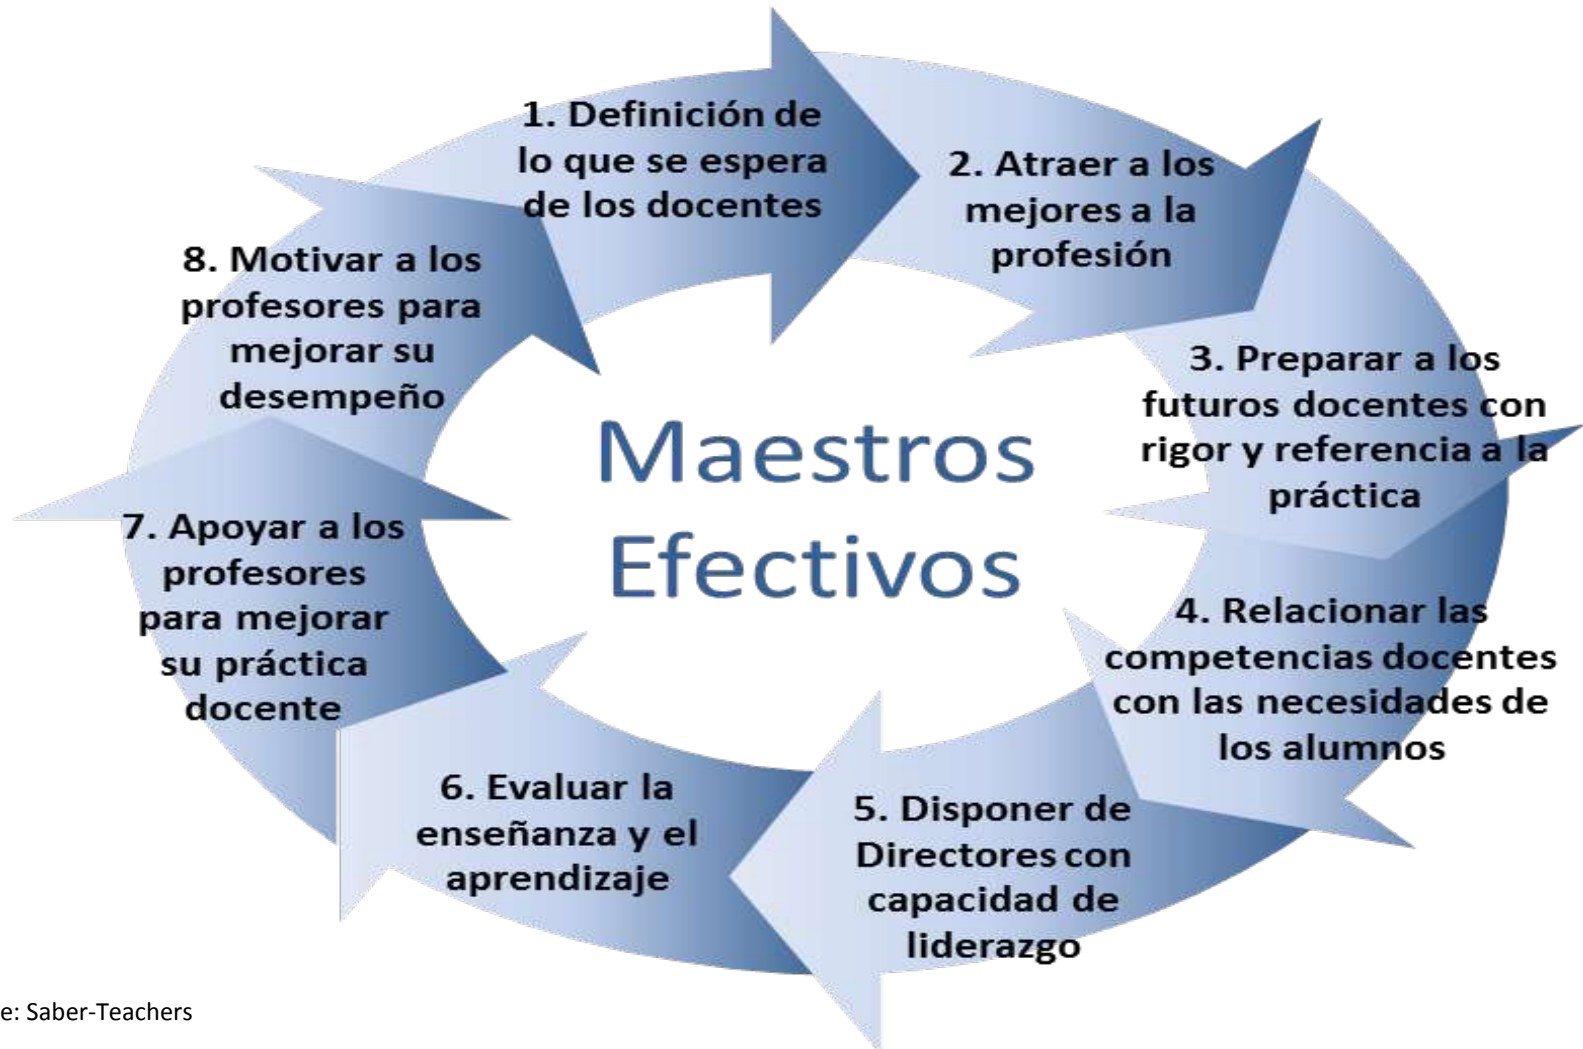 1. Definición de
lo que se espera
de los docentes
2. Atraer a los
mejores a la
profesión
3. Preparar a los
futuros docentes con
rigor y referencia a la
práctica
4. Relacionar las
competencias docentes
con las necesidades de
los alumnos
5. Disponer de
Directores con
capacidad de
liderazgo
6. Evaluar la
enseñanza y el
aprendizaje
7. Apoyar a los
profesores
para mejorar
su práctica
docente
8. Motivar a los
profesores para
mejorar su
desempeño
Maestros
Efectivos
e: Saber-Teachers